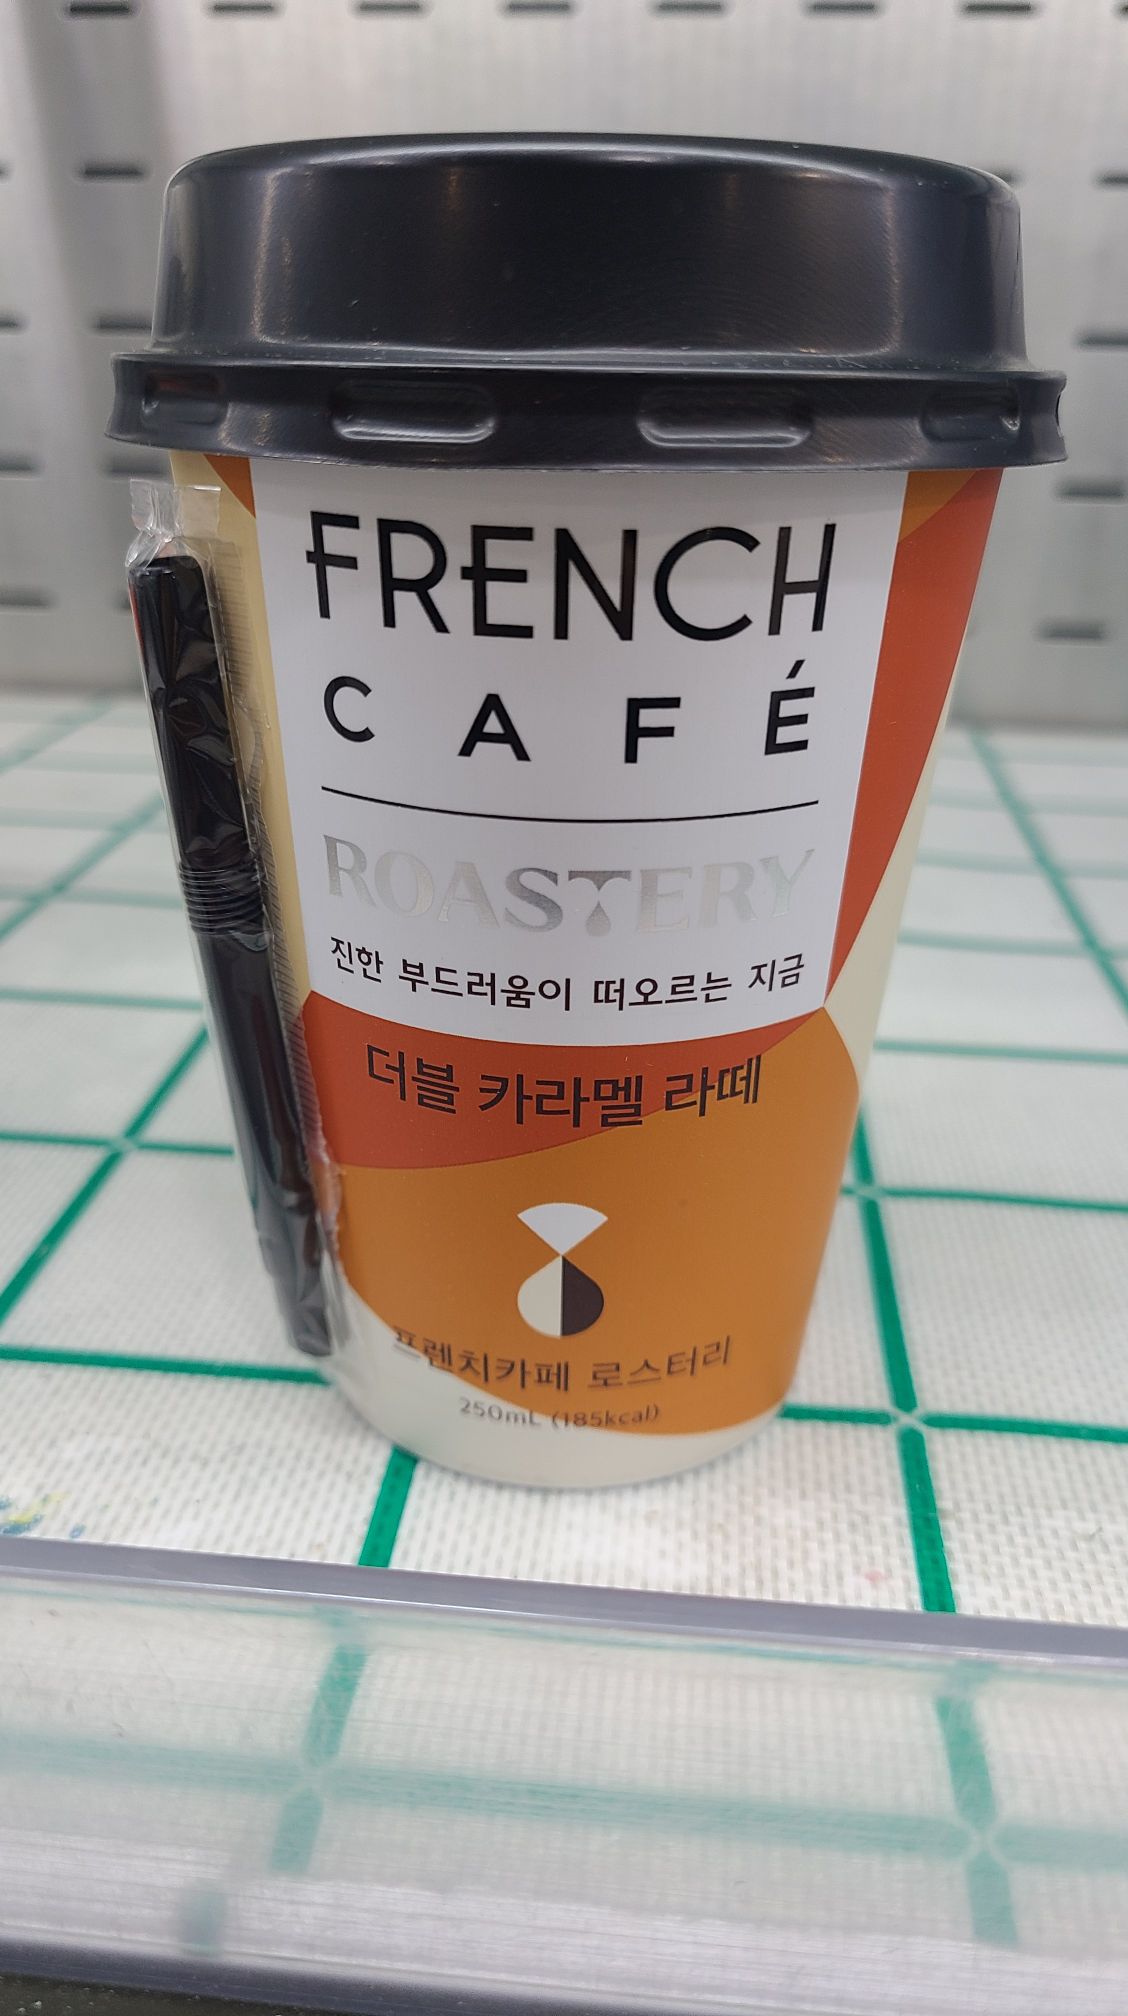 FRENCH
CAFÉ
ROASTERY
진한 부드러움이 떠오르는 지금
더블 카라멜 라떼
프렌치카페 로스터리
250mL (185kcal)